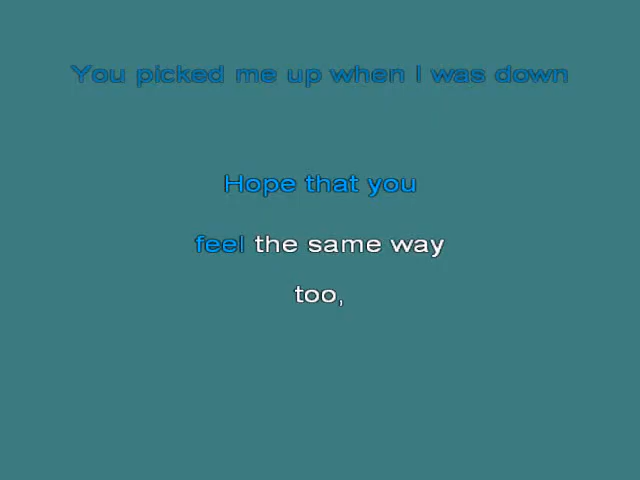 You picked me up when I was down
Hope that you
feel the same way
too,